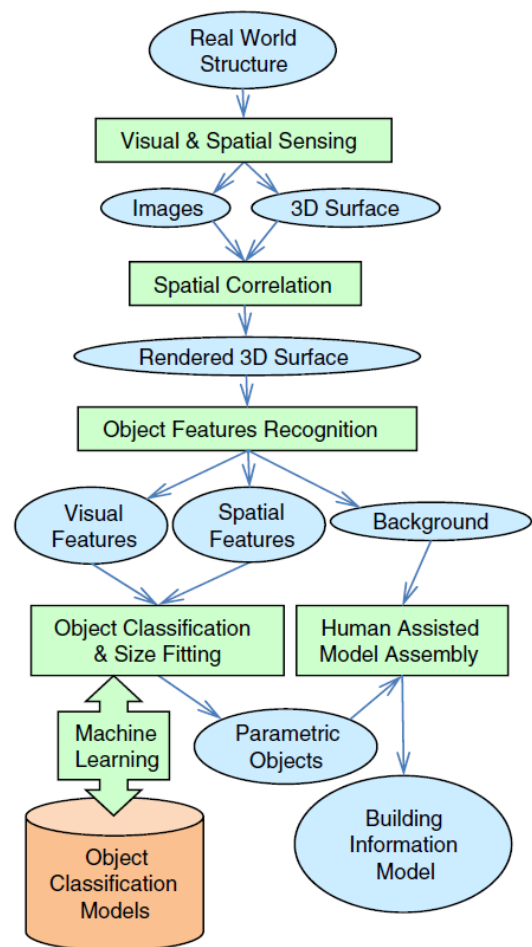 Real World
Structure
Visual & Spatial Sensing
Images
3D Surface
Spatial Correlation
Rendered 3D Surface
Object Features Recognition
Visual
Features
Spatial
Features
Background
Object Classification
& Size Fitting
Human Assisted
Model Assembly
Machine
Learning
Parametric
Objects
Building
Information
Model
Object
Classification
Models